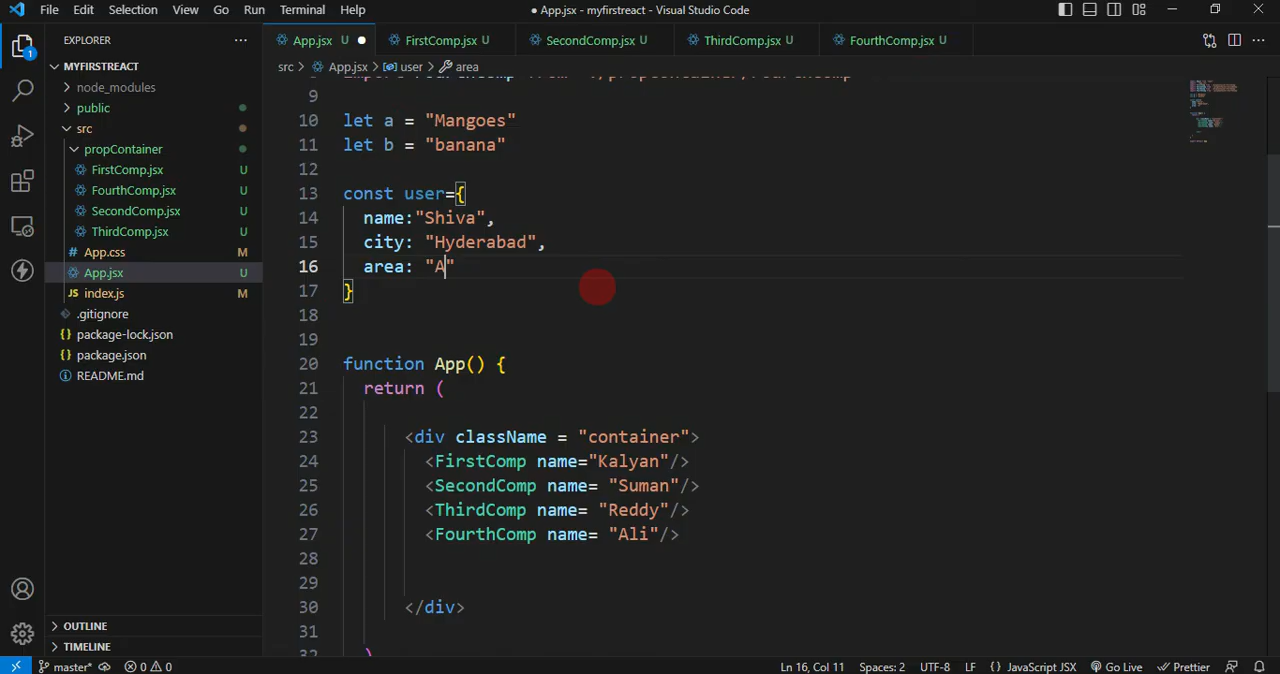 File Edit Selection View Go Run Terminal Help
● App.jsx - myfirstreact - Visual Studio Code
EXPLORER ...
App.jsx U ●
FirstComp.jsx U
SecondComp.jsx U
ThirdComp.jsx U
FourthComp.jsx U
src > App.jsx > user > area
1
MYFIRSTREACT
node_modules
public
src
propContainer
FirstComp.jsx U
FourthComp.jsx U
SecondComp.jsx U
ThirdComp.jsx U
# App.css M
App.jsx U
JS index.js M
.gitignore
{} package-lock.json
{} package.json
README.md
OUTLINE
TIMELINE
9
10 let a = "Mangoes"
11 let b = "banana"
12
13 const user={
14 name:"Shiva",
15 city: "Hyderabad",
16 area: "A"
17 }
18
19
20 function App() {
21 return (
22
23 <div className = "container">
24 <FirstComp name="Kalyan"/>
25 <SecondComp name= "Suman"/>
26 <ThirdComp name= "Reddy"/>
27 <FourthComp name= "Ali"/>
28
29
30 </div>
31
32 )
master* 0 0 Ln 16, Col 11 Spaces: 2 UTF-8 LF {} JavaScript JSX Go Live Prettier